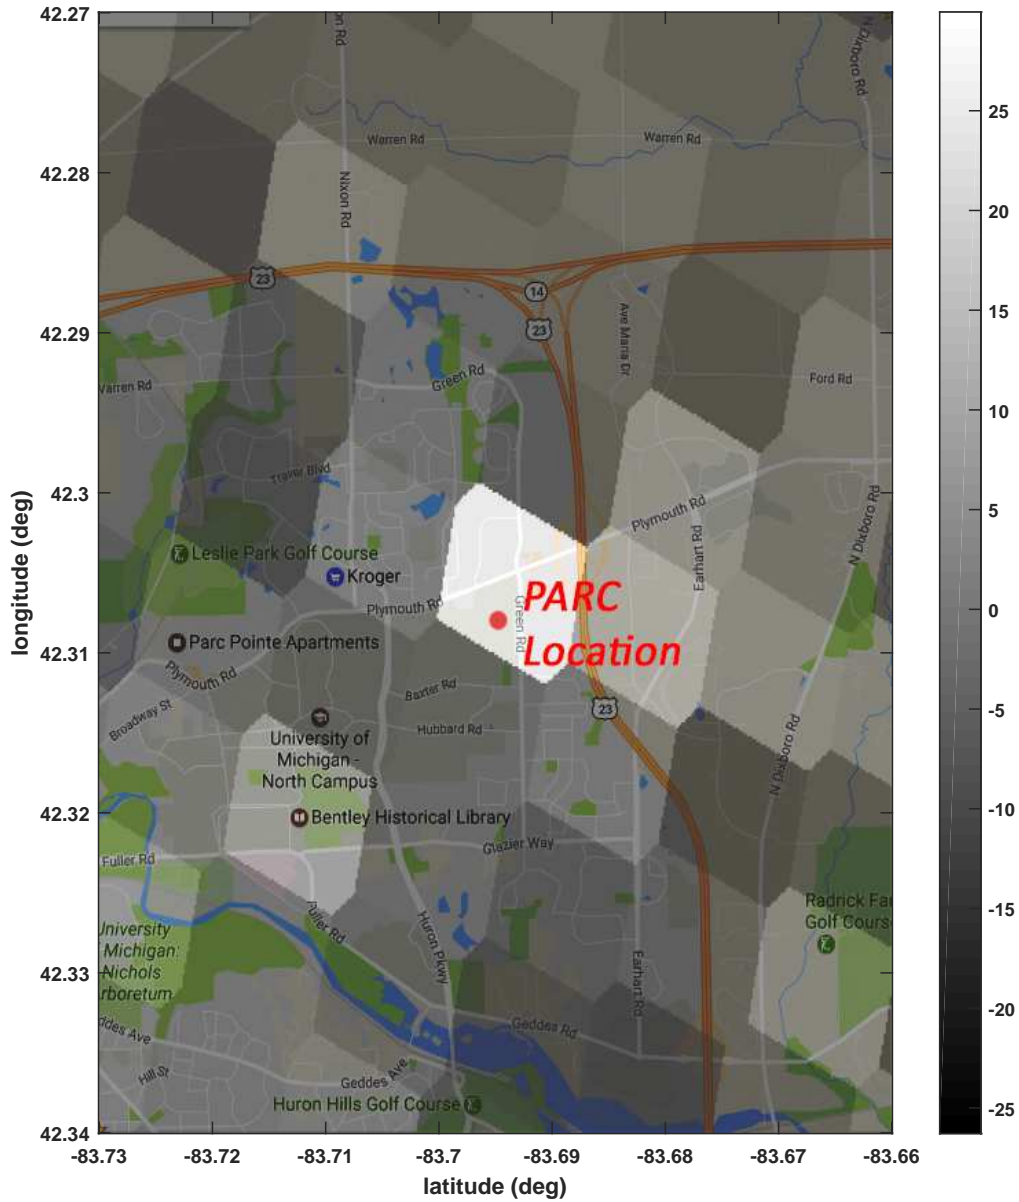 42.27
on Rd
N Dixboro Rd
Warren Rd
Warren Rd
25
42.28
Nixon Rd
20
23
14
15
42.29
23
Ave Maria Dr
Green Rd
Ford Rd
Warren Rd
10
Traver Blvd
42.3
5
Plymouth Rd
Earhart Rd
N Dixboro Rd
Leslie Park Golf Course
Kroger
PARC
Plymouth Rd
Green Rd
0
Location
longitude (deg)
Parc Pointe Apartments
42.31
Plymouth Rd
Baxter Rd
23
-5
Broadway St
Hubbard Rd
University of
Michigan -
North Campus
N Dixboro Rd
42.32
Bentley Historical Library
-10
Glazier Way
Fuller Rd
Radrick Fa
Golf Cours
-15
Fuller Rd
Huron Pkwy
University
Michigan:
Nichols
rboretum
42.33
Earhart Rd
-20
ddes Ave
Geddes Rd
Hill St
Geddes Ave
Huron Hills Golf Course
-25
42.34
-83.73
-83.72
-83.71
-83.7
-83.69
-83.68
-83.67
-83.66
latitude (deg)